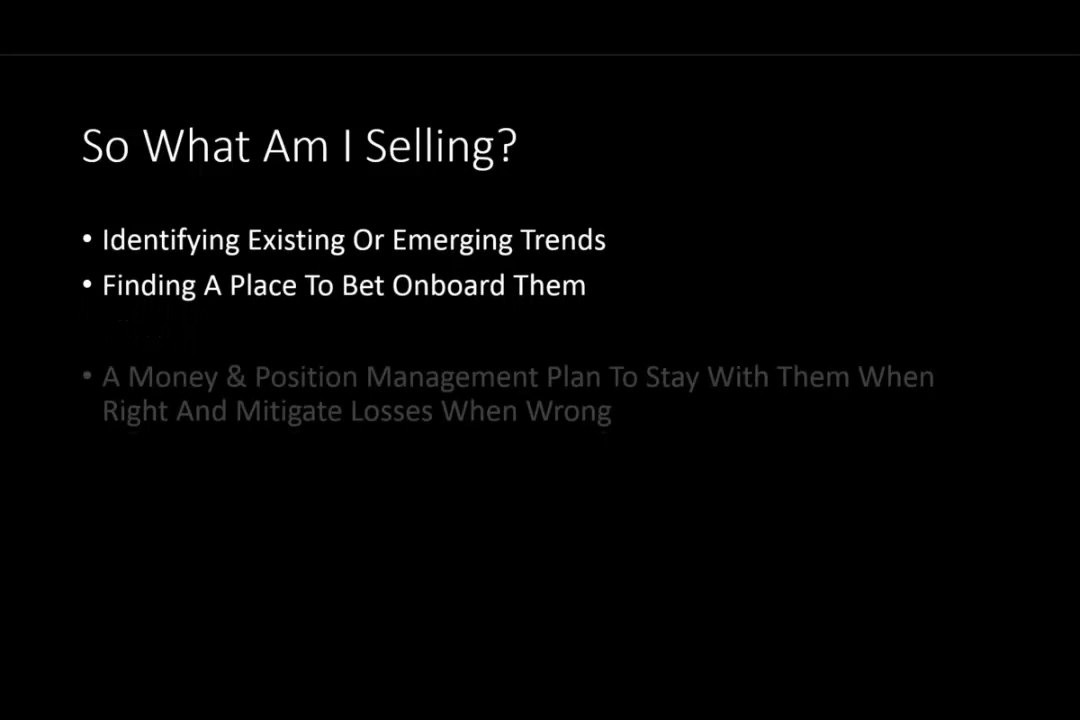 So What Am I Selling?
• Identifying Existing Or Emerging Trends
• Finding A Place To Bet Onboard Them
• A Money & Position Management Plan To Stay With Them When
Right And Mitigate Losses When Wrong